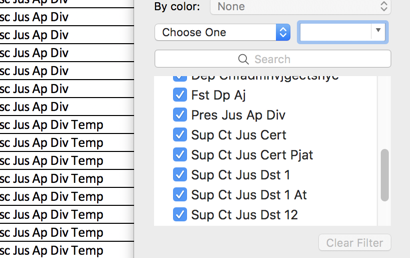 By color: None
Choose One
Search
Fst Dp Aj
Pres Jus Ap Div
Sup Ct Jus Cert
Sup Ct Jus Cert Pjat
Sup Ct Jus Dst 1
Sup Ct Jus Dst 1 At
Sup Ct Jus Dst 12
Clear Filter
sc Jus Ap Div
sc Jus Ap Div
sc Jus Ap Div
sc Jus Ap Div
sc Jus Ap Div
sc Jus Ap Div
sc Jus Ap Div Temp
sc Jus Ap Div Temp
sc Jus Ap Div Temp
sc Jus Ap Div Temp
sc Jus Ap Div Temp
sc Jus Ap Div Temp
sc Jus Ap Div Temp
sc Jus Ap Div Temp